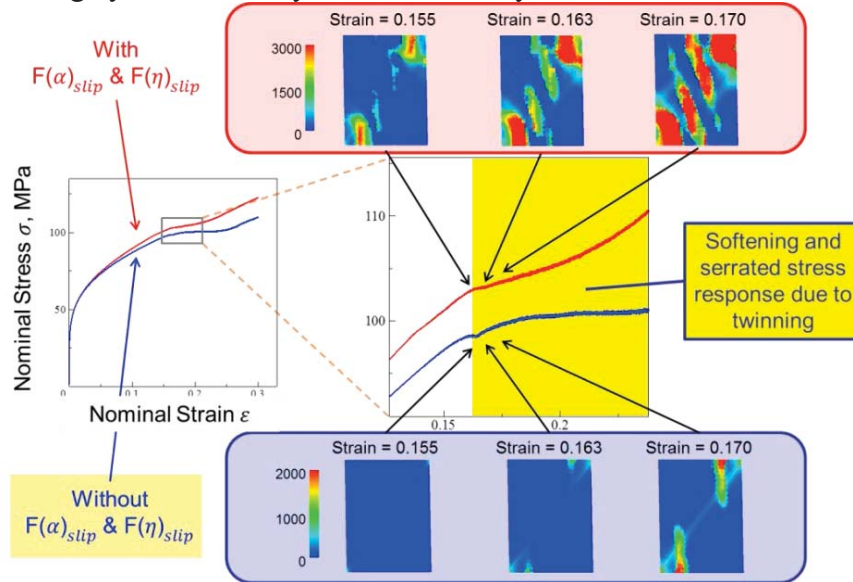 Strain = 0.155
Strain = 0.163
Strain = 0.170
3000
1500
0
With
F(α)slip & F(η)slip
Nominal Stress σ, MPa
100
50
0
0.1
0.2
0.3
Nominal Strain ε
110
100
0.15
0.2
Softening and
serrated stress
response due to
twinning
Without
F(α)slip & F(η)slip
Strain = 0.155
Strain = 0.163
Strain = 0.170
2000
1000
0